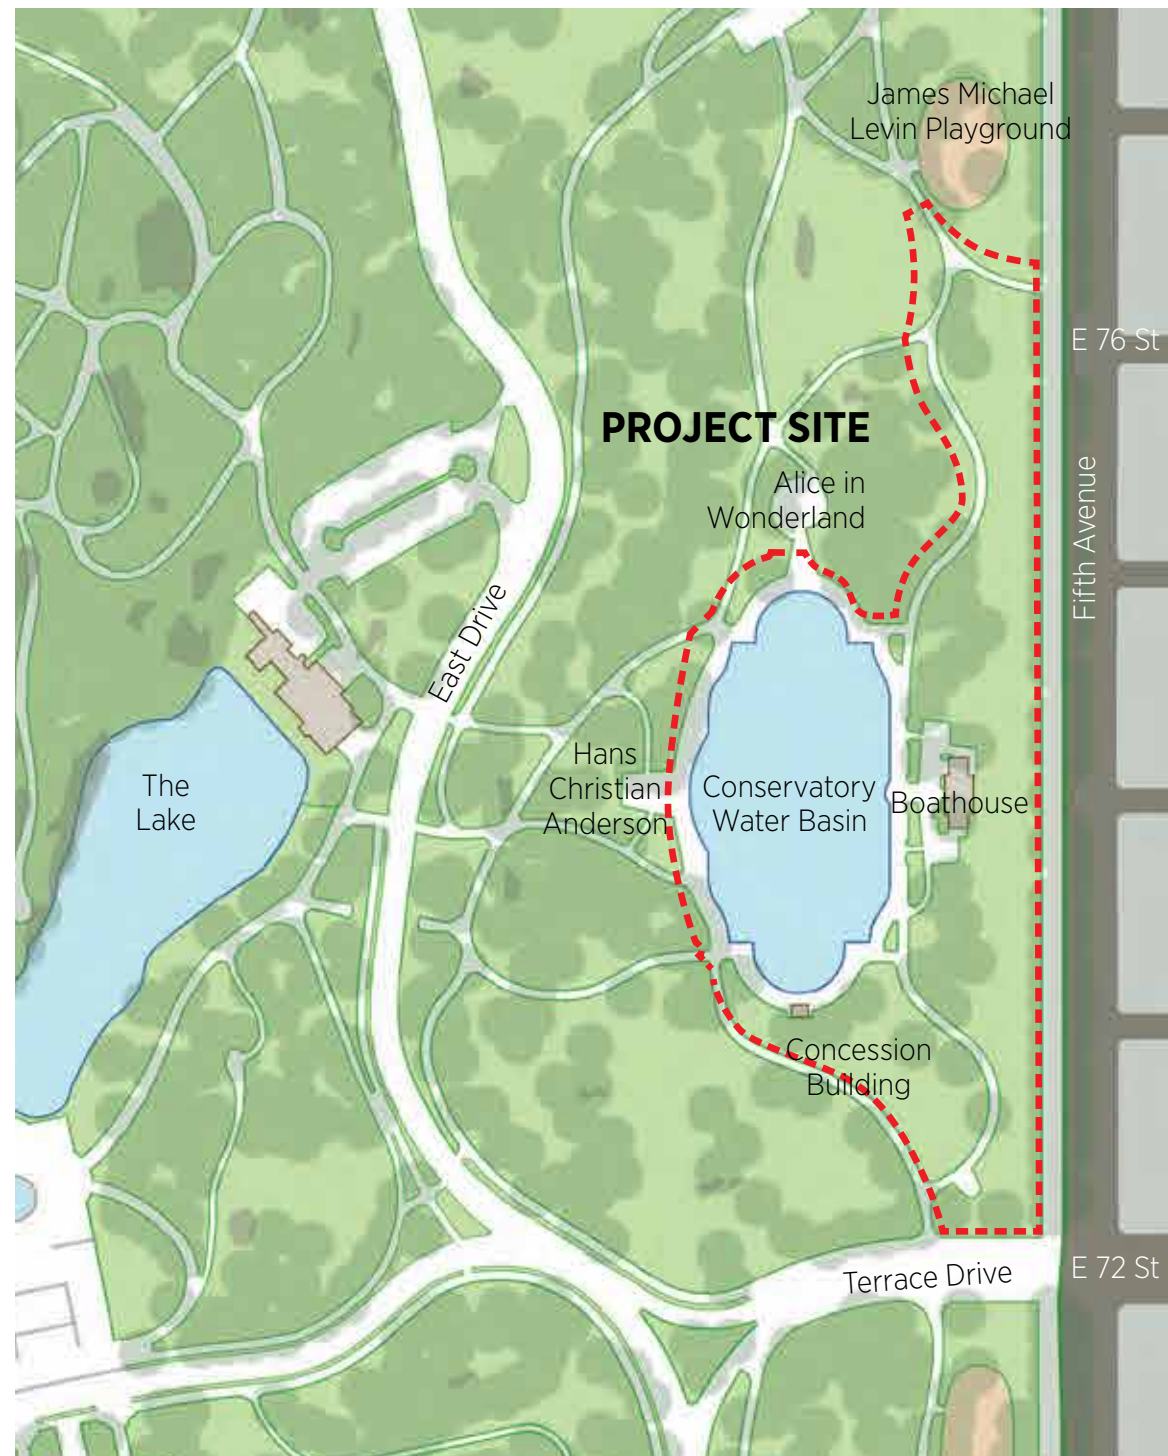 James Michael
Levin Playground
E 76 St
PROJECT SITE
Alice in
Wonderland
Fifth Avenue
East Drive
Hans
Christian
Anderson
The
Lake
Conservatory
Water Basin
Boathouse
Concession
Building
Terrace Drive
E 72 St